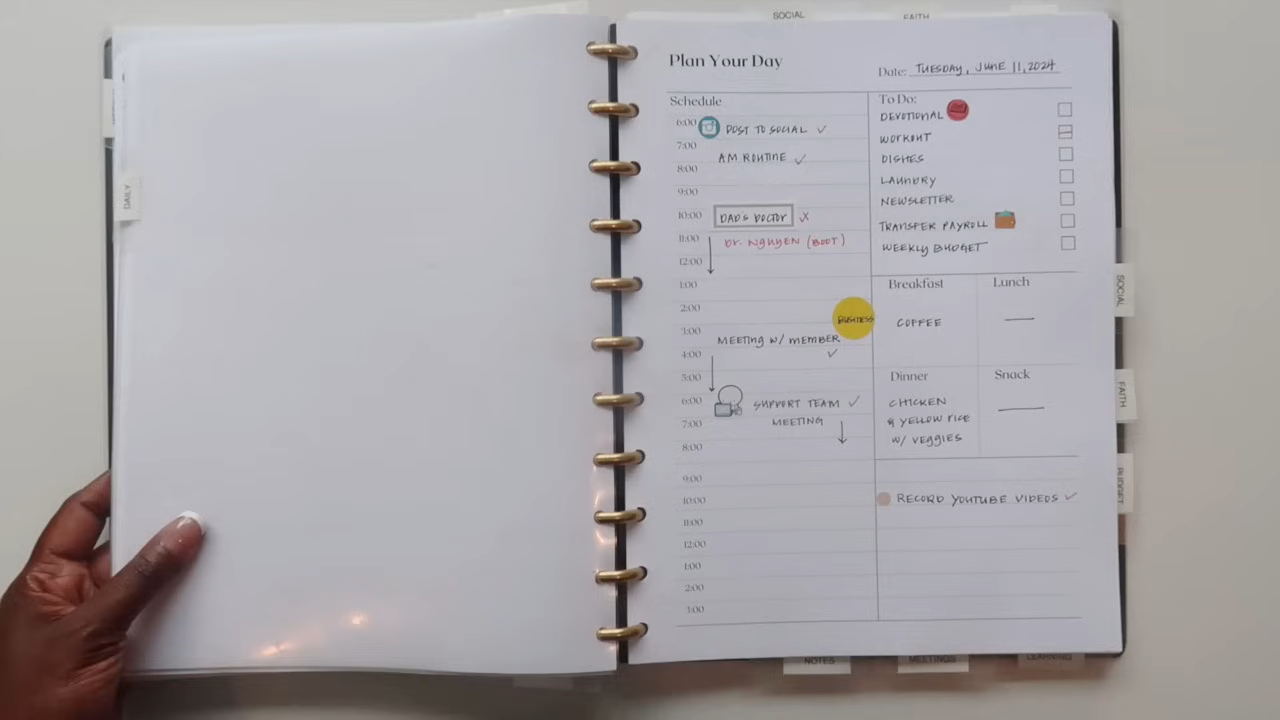 SOCIAL
FAITH
DAILY
Plan Your Day
Date: TUESDAY, JUNE 11, 2024
Schedule
6:00
POST TO SOCIAL
7:00
AM ROUTINE
8:00
9:00
10:00
DAD'S DOCTOR
11:00
Dr. NGUYEN (BOOT)
12:00
1:00
2:00
BUSINESS
3:00
MEETING W/ MEMBER
4:00
5:00
6:00
SUPPORT TEAM
7:00
MEETING
8:00
9:00
10:00
11:00
12:00
1:00
2:00
3:00
To Do:
DEVOTIONAL
WORKOUT
DISHES
LAUNDRY
NEWSLETTER
TRANSFER PAYROLL
WEEKLY BUDGET
Breakfast
COFFEE
Lunch
Dinner
CHICKEN
& YELLOW RICE
W/ VEGGIES
Snack
RECORD YOUTUBE VIDEOS
SOCIAL
FAITH
BUDGET
NOTES
MEETINGS
LEARNING